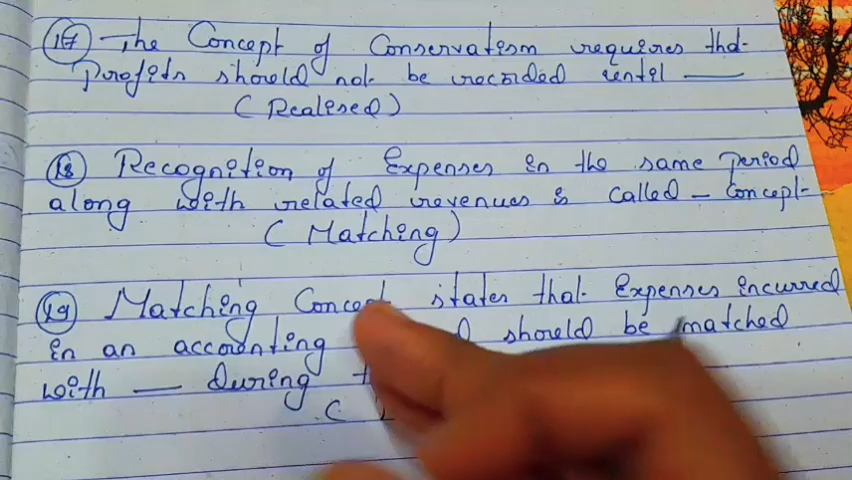 17 The Concept of Conservatism requires that
Profits should not be recorded until ——
(Realised)
18 Recognition of Expenses in the same Period
along with related revenues is called — Concept
(Matching)
19 Matching Concept states that Expenses incurred
in an accounting should be matched
with — during
(